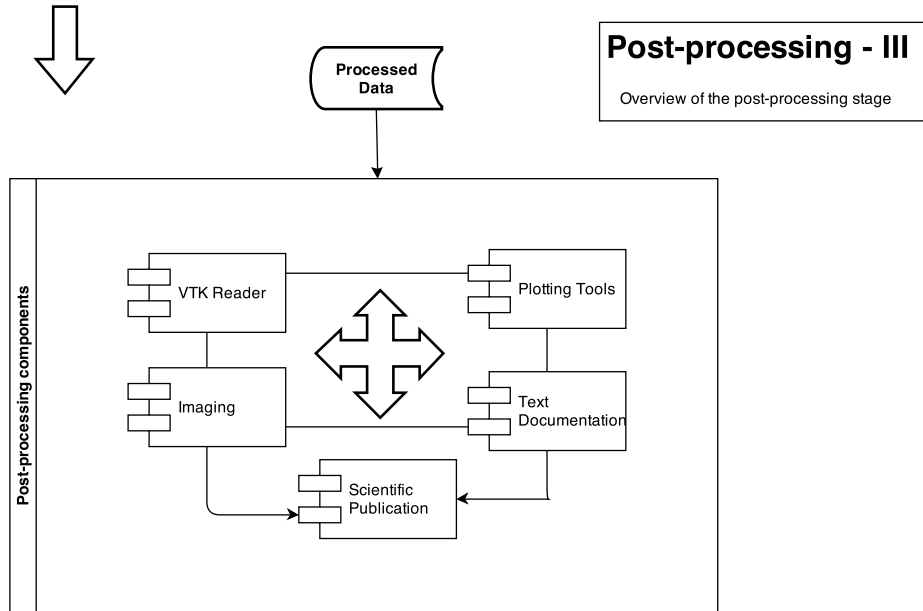 Processed
Data
Post-processing - III
Overview of the post-processing stage
Post-processing components
VTK Reader
Plotting Tools
Imaging
Text
Documentation
Scientific
Publication